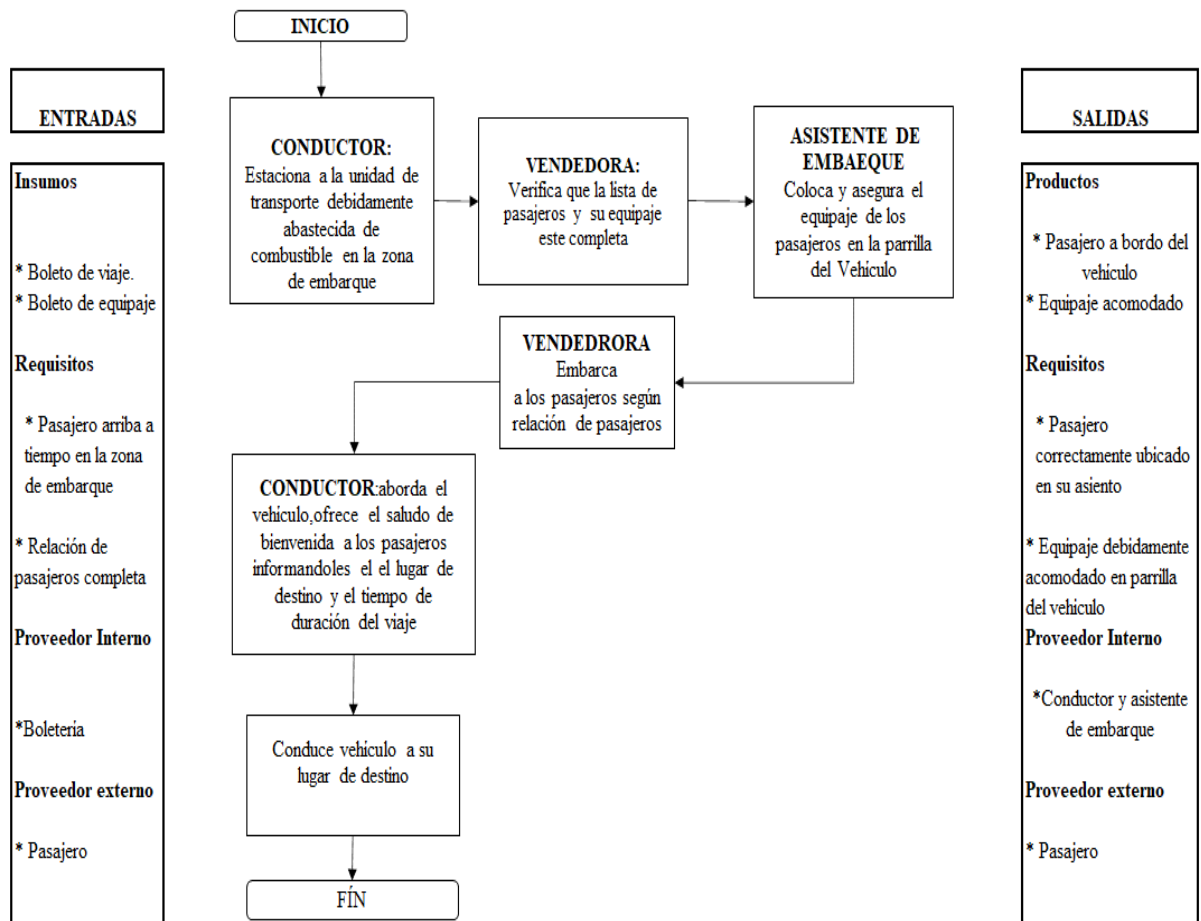 INICIO
ENTRADAS
Insumos
* Boleto de viaje.
* Boleto de equipaje
Requisitos
* Pasajero arriba a
tiempo en la zona
de embarque
* Relación de
pasajeros completa
Proveedor Interno
*Boletería
Proveedor externo
* Pasajero
CONDUCTOR:
Estaciona a la unidad de
transporte debidamente
abastecida de
combustible en la zona
de embarque
VENDEDORA:
Verifica que la lista de
pasajeros y su equipaje
este completa
ASISTENTE DE
EMBAEQUE
Coloca y asegura el
equipaje de los
pasajeros en la parrilla
del Vehículo
VENDEDRORA
Embarca
a los pasajeros según
relación de pasajeros
CONDUCTOR:aborda el
vehículo,ofrece el saludo de
bienvenida a los pasajeros
informandoles el el lugar de
destino y el tiempo de
duración del viaje
Conduce vehículo a su
lugar de destino
FÍN
SALIDAS
Productos
* Pasajero a bordo del
vehículo
* Equipaje acomodado
Requisitos
* Pasajero
correctamente ubicado
en su asiento
* Equipaje debidamente
acomodado en parrilla
del vehiculo
Proveedor Interno
*Conductor y asistente
de embarque
Proveedor externo
* Pasajero